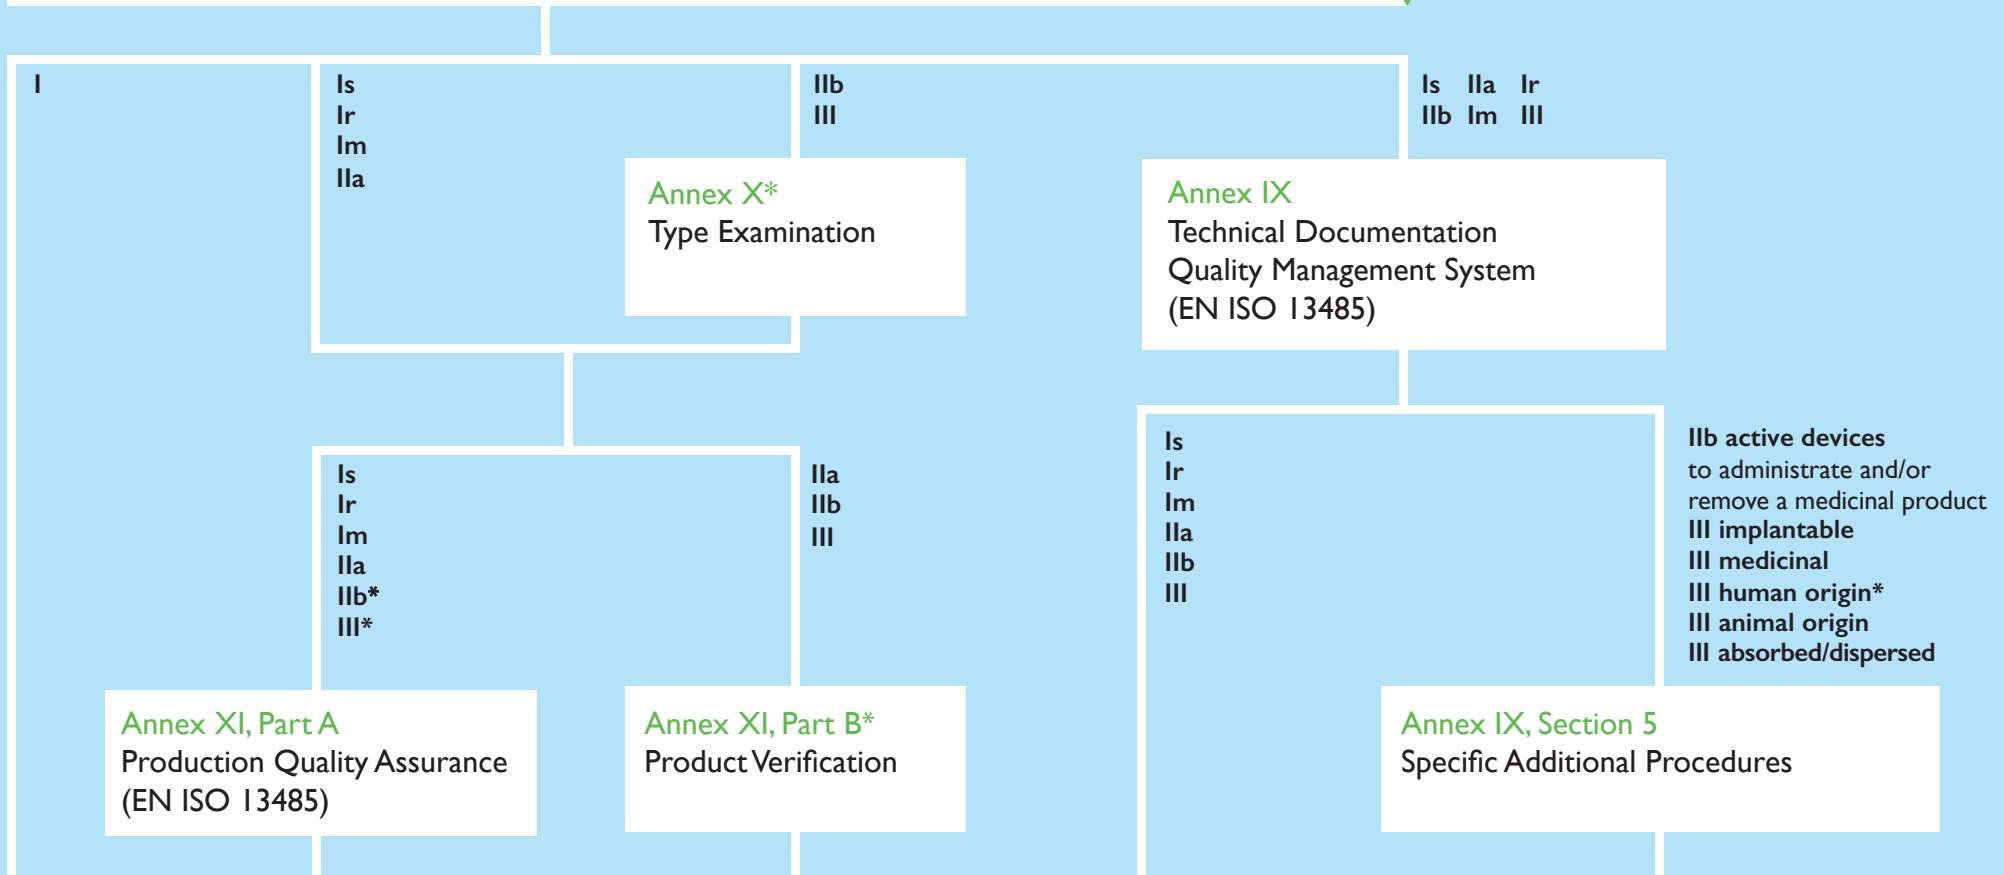 I
Is
Ir
Im
IIa
IIb
III
Is IIa Ir
IIb Im III
Annex X*
Type Examination
Annex IX
Technical Documentation
Quality Management System
(EN ISO 13485)
Is
Ir
Im
IIa
IIb*
III*
IIa
IIb
III
Is
Ir
Im
IIa
IIb
III
IIb active devices
to administrate and/or
remove a medicinal product
III implantable
III medicinal
III human origin*
III animal origin
III absorbed/dispersed
Annex XI, Part A
Production Quality Assurance
(EN ISO 13485)
Annex XI, Part B*
Product Verification
Annex IX, Section 5
Specific Additional Procedures